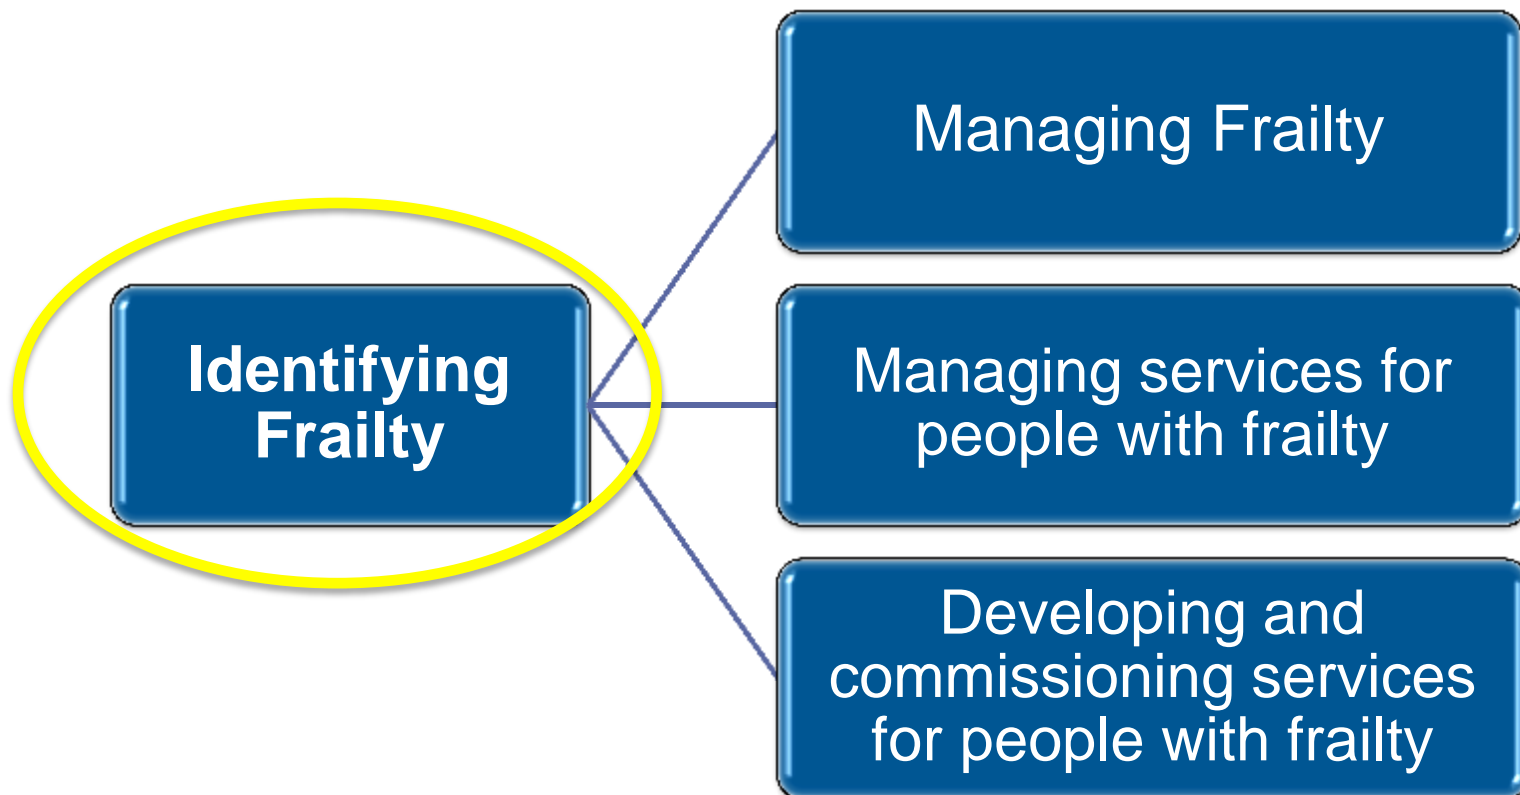 Managing Frailty
Identifying
Frailty
Managing services for
people with frailty
Developing and
commissioning services
for people with frailty